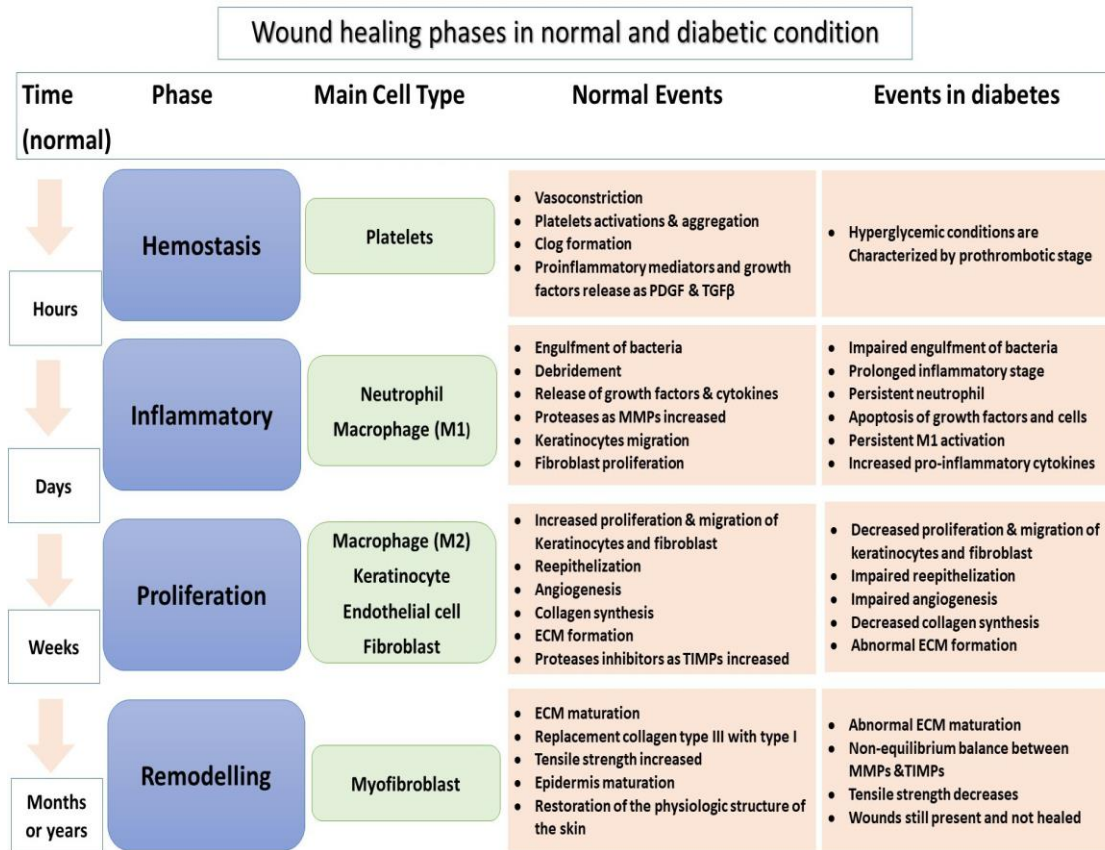 Wound healing phases in normal and diabetic condition
Time
(normal)
Phase
Main Cell Type
Normal Events
Events in diabetes
Hours
Hemostasis
Platelets
• Vasoconstriction
• Platelets activations & aggregation
• Clog formation
• Proinflammatory mediators and growth
factors release as PDGF & TGFβ
• Hyperglycemic conditions are
Characterized by prothrombotic stage
Days
Inflammatory
Neutrophil
Macrophage (M1)
• Engulfment of bacteria
• Debridement
• Release of growth factors & cytokines
• Proteases as MMPs increased
• Keratinocytes migration
• Fibroblast proliferation
• Impaired engulfment of bacteria
• Prolonged inflammatory stage
• Persistent neutrophil
• Apoptosis of growth factors and cells
• Persistent M1 activation
• Increased pro-inflammatory cytokines
Weeks
Proliferation
Macrophage (M2)
Keratinocyte
Endothelial cell
Fibroblast
• Increased proliferation & migration of
Keratinocytes and fibroblast
• Reepithelization
• Angiogenesis
• Collagen synthesis
• ECM formation
• Proteases inhibitors as TIMPs increased
• Decreased proliferation & migration of
keratinocytes and fibroblast
• Impaired reepithelization
• Impaired angiogenesis
• Decreased collagen synthesis
• Abnormal ECM formation
Months
or years
Remodelling
Myofibroblast
• ECM maturation
• Replacement collagen type III with type I
• Tensile strength increased
• Epidermis maturation
• Restoration of the physiologic structure of
the skin
• Abnormal ECM maturation
• Non-equilibrium balance between
MMPs &TIMPs
• Tensile strength decreases
• Wounds still present and not healed